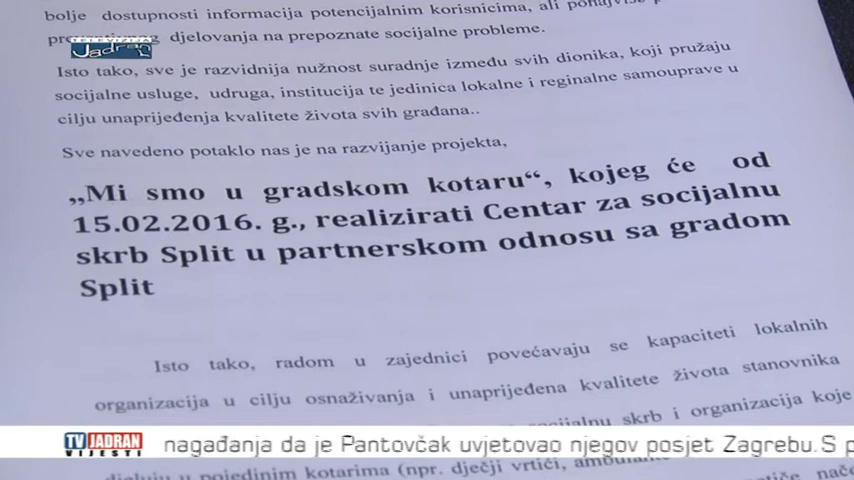 bolje dostupnosti informacija potencijalnim korisnicima, ali
TELEVIZIJA
Jadran
djelovanja na prepoznate socijalne probleme.
Isto tako, sve je razvidnija nužnost suradnje između svih dionika, koji pružaju
socijalne usluge, udruga, institucija te jedinica lokalne i reginalne samouprave u
cilju unaprijeđenja kvalitete života svih građana..
Sve navedeno potaklo nas je na razvijanje projekta,
„Mi smo u gradskom kotaru“, kojeg će od
15.02.2016. g., realizirati Centar za socijalnu
skrb Split u partnerskom odnosu sa gradom
Split
Isto tako, radom u zajednici povećavaju se kapaciteti lokalnih
organizacija u cilju osnaživanja i unaprijeđena kvalitete života stanovnika
skrb i organizacija koje
TV JADRAN
VIJESTI
nagađanja da je Pantovčak uvjetovao njegov posjet Zagrebu. S p
djeluju u pojedinim kotarima (npr. dječji vrtići,